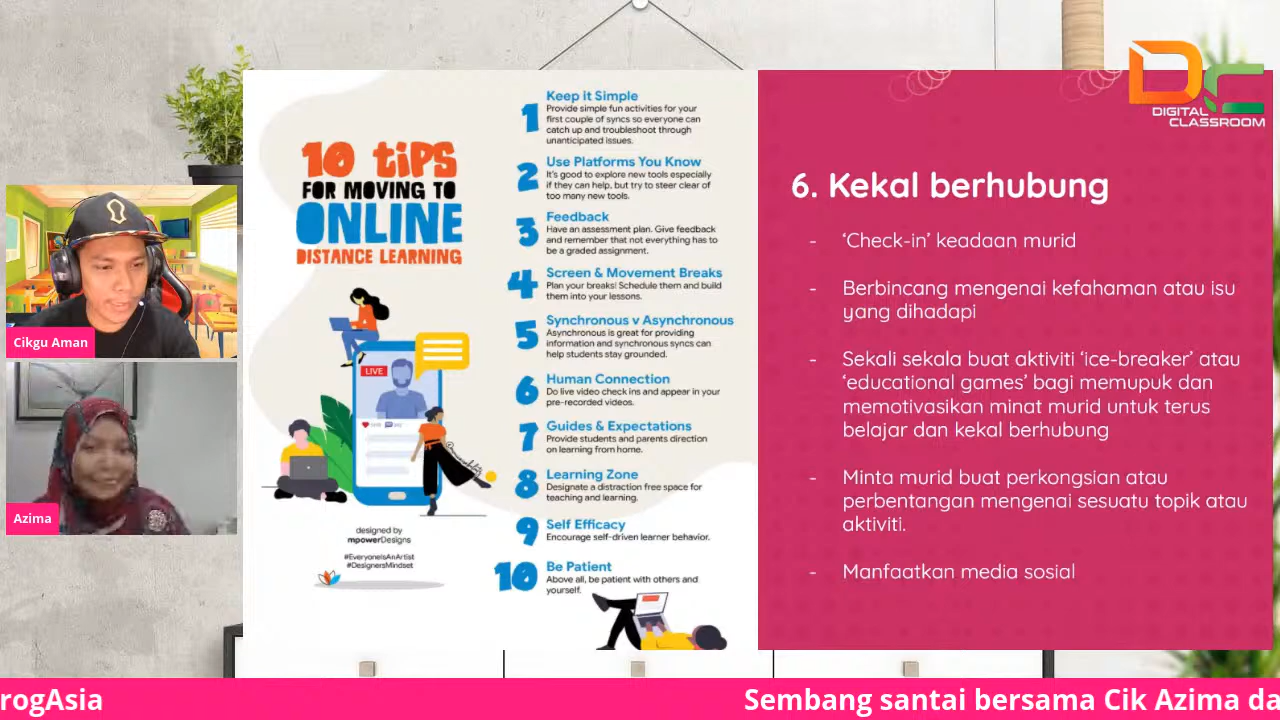 DIGITAL
CLASSROOM
Cikgu Aman
Azima
10 tips
FOR MOVING TO
ONLINE
DISTANCE LEARNING
LIVE
designed by
mpowerDesigns
#EveryoneIsAnArtist
#DesignersMindset
1
Keep it Simple
Provide simple fun activities for your
first couple of syncs so everyone can
catch up and troubleshoot through
unanticipated issues.
2
Use Platforms You Know
It's good to explore new tools especially
if they can help, but try to steer clear of
too many new tools.
3
Feedback
Have an assessment plan. Give feedback
and remember that not everything has to
be a graded assignment.
4
Screen & Movement Breaks
Plan your breaks! Schedule them and build
them into your lessons.
5
Synchronous v Asynchronous
Asynchronous is great for providing
information and synchronous syncs can
help students stay grounded.
6
Human Connection
Do live video check ins and appear in your
pre-recorded videos.
7
Guides & Expectations
Provide students and parents direction
on learning from home.
8
Learning Zone
Designate a distraction free space for
teaching and learning.
9
Self Efficacy
Encourage self-driven learner behavior.
10
Be Patient
Above all, be patient with others and
yourself.
6. Kekal berhubung
- ‘Check-in’ keadaan murid
- Berbincang mengenai kefahaman atau isu
yang dihadapi
- Sekali sekala buat aktiviti ‘ice-breaker’ atau
‘educational games’ bagi memupuk dan
memotivasikan minat murid untuk terus
belajar dan kekal berhubung
- Minta murid buat perkongsian atau
perbentangan mengenai sesuatu topik atau
aktiviti.
- Manfaatkan media sosial
rogAsia
Sembang santai bersama Cik Azima da